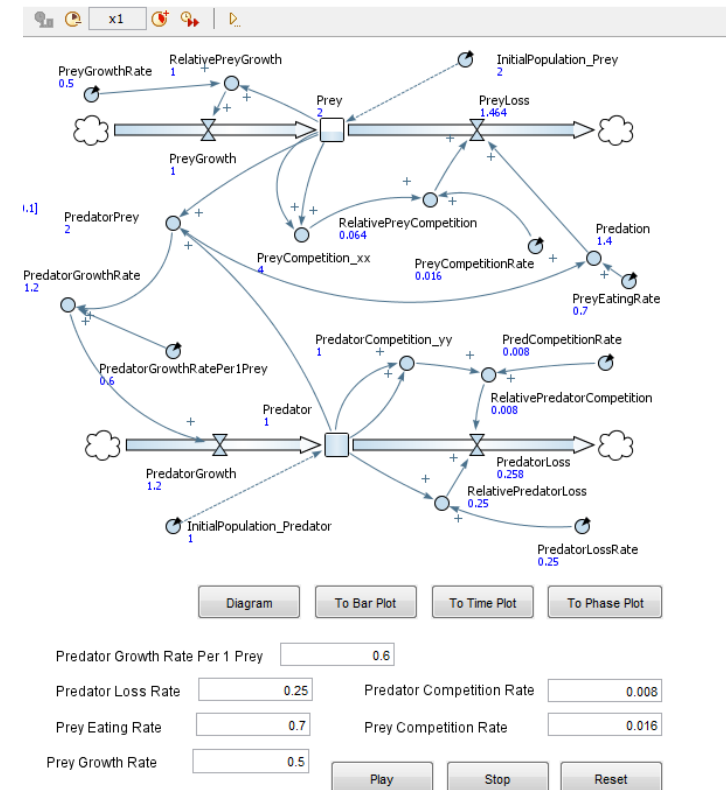 x1
RelativePreyGrowth
1
InitialPopulation_Prey
2
PreyGrowthRate
0.5
Prey
2
PreyLoss
1.464
PreyGrowth
1
.1]
PredatorPrey
2
RelativePreyCompetition
0.064
Predation
1.4
PreyCompetition_xx
4
PreyCompetitionRate
0.016
PredatorGrowthRate
1.2
PreyEatingRate
0.7
PredatorCompetition_yy
1
PredCompetitionRate
0.008
PredatorGrowthRatePer1Prey
0.6
RelativePredatorCompetition
0.008
Predator
1
PredatorGrowth
1.2
PredatorLoss
0.258
RelativePredatorLoss
0.25
InitialPopulation_Predator
1
PredatorLossRate
0.25
Diagram To Bar Plot To Time Plot To Phase Plot
Predator Growth Rate Per 1 Prey 0.6
Predator Loss Rate 0.25 Predator Competition Rate 0.008
Prey Eating Rate 0.7 Prey Competition Rate 0.016
Prey Growth Rate 0.5
Play Stop Reset